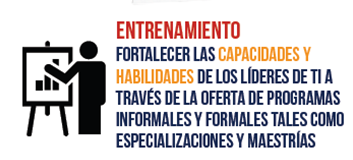 ENTRENAMIENTO
FORTALECER LAS CAPACIDADES Y
HABILIDADES DE LOS LÍDERES DE TI A
TRAVÉS DE LA OFERTA DE PROGRAMAS
INFORMALES Y FORMALES TALES COMO
ESPECIALIZACIONES Y MAESTRÍAS